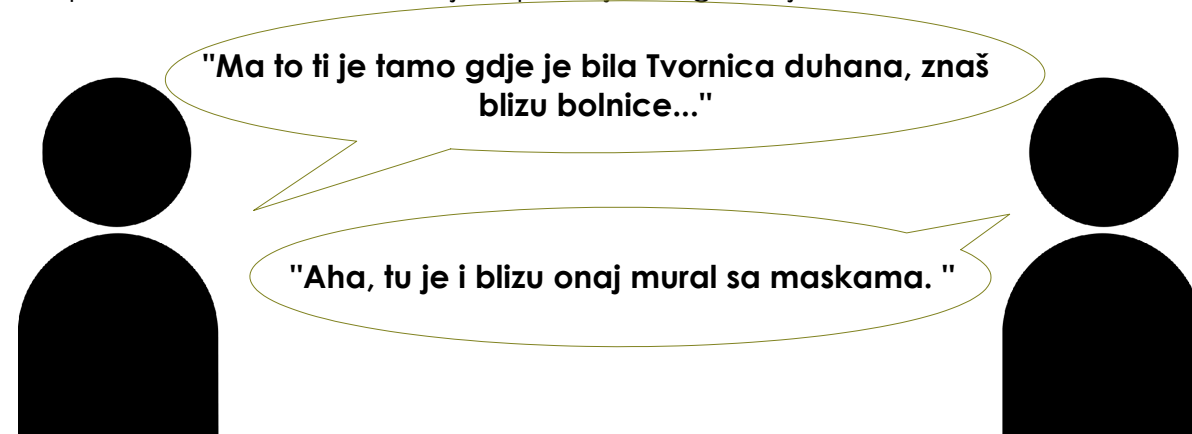 "Ma to ti je tamo gdje je bila Tvornica duhana, znaš
blizu bolnice..."
"Aha, tu je i blizu onaj mural sa maskama. "